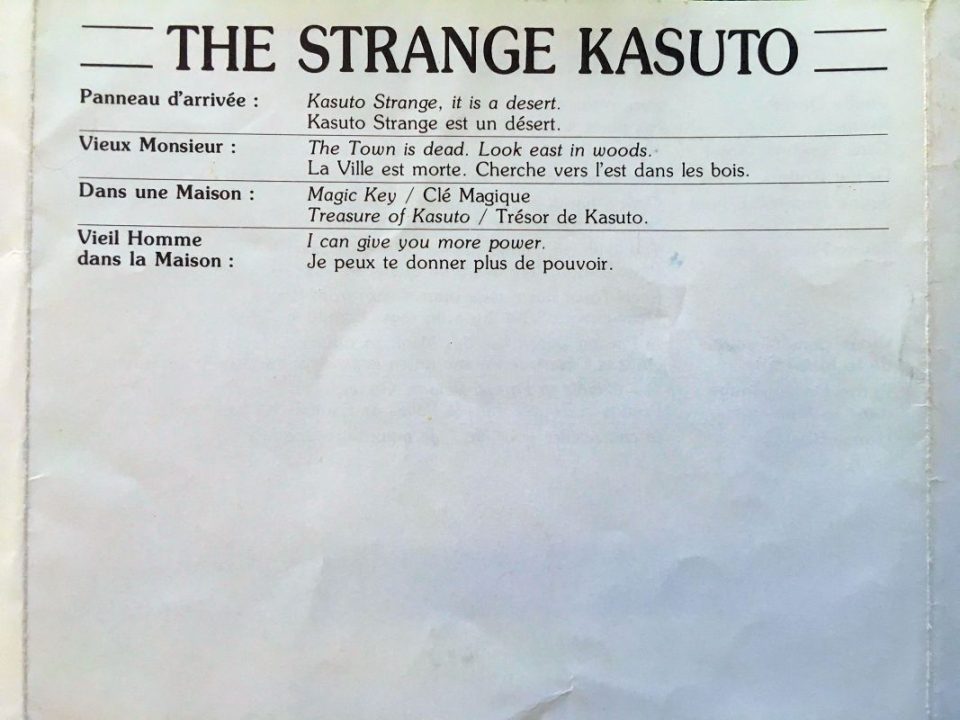 THE STRANGE KASUTO
Panneau d'arrivée : Kasuto Strange, it is a desert.
Kasuto Strange est un désert.
Vieux Monsieur : The Town is dead. Look east in woods.
La Ville est morte. Cherche vers l'est dans les bois.
Dans une Maison : Magic Key / Clé Magique
Treasure of Kasuto / Trésor de Kasuto.
Vieil Homme I can give you more power.
dans la Maison : Je peux te donner plus de pouvoir.